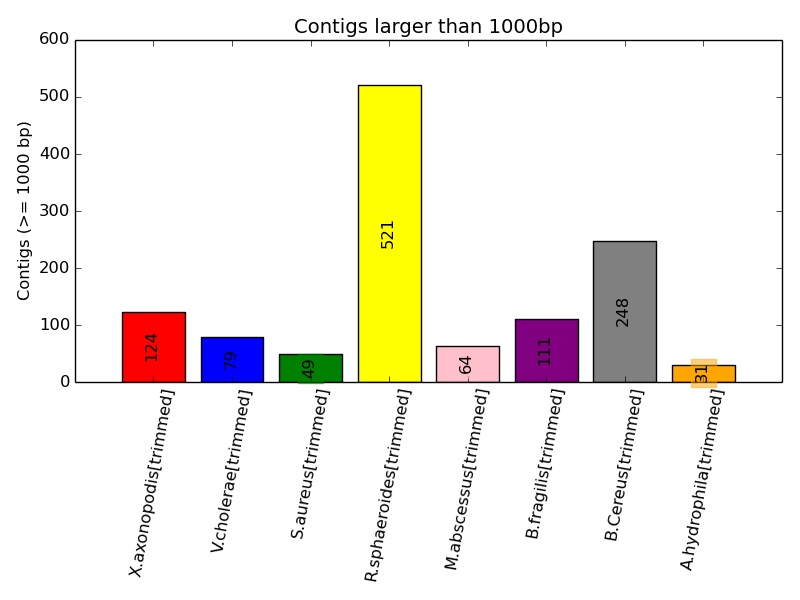 Contigs larger than 1000bp
Contigs (>= 1000 bp)
600
500
400
300
200
100
0
124
79
49
521
64
111
248
31
X.axonopodis[trimmed]
V.cholerae[trimmed]
S.aureus[trimmed]
R.sphaeroides[trimmed]
M.abscessus[trimmed]
B.fragilis[trimmed]
B.Cereus[trimmed]
A.hydrophila[trimmed]